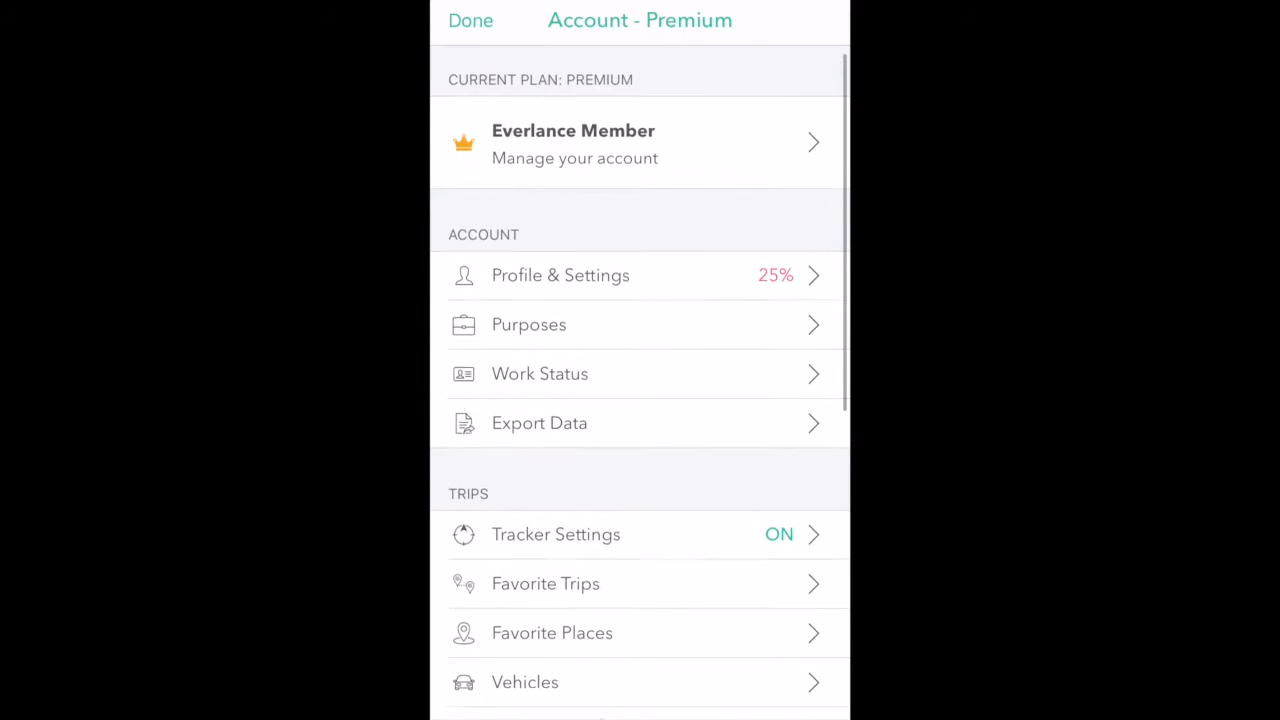 Done Account - Premium
CURRENT PLAN: PREMIUM
Everlance Member
Manage your account
ACCOUNT
Profile & Settings 25%
Purposes
Work Status
Export Data
TRIPS
Tracker Settings ON
Favorite Trips
Favorite Places
Vehicles